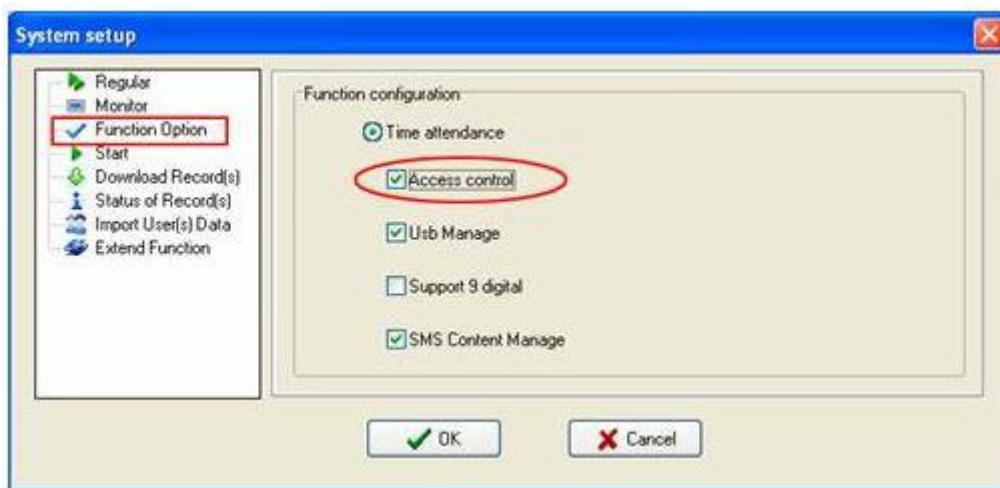 System setup
Regular
Monitor
Function Option
Start
Download Record(s)
Status of Record(s)
Import User(s) Data
Extend Function
Function configuration
Time attendance
Access control
Usb Manage
Support 9 digital
SMS Content Manage
OK
Cancel